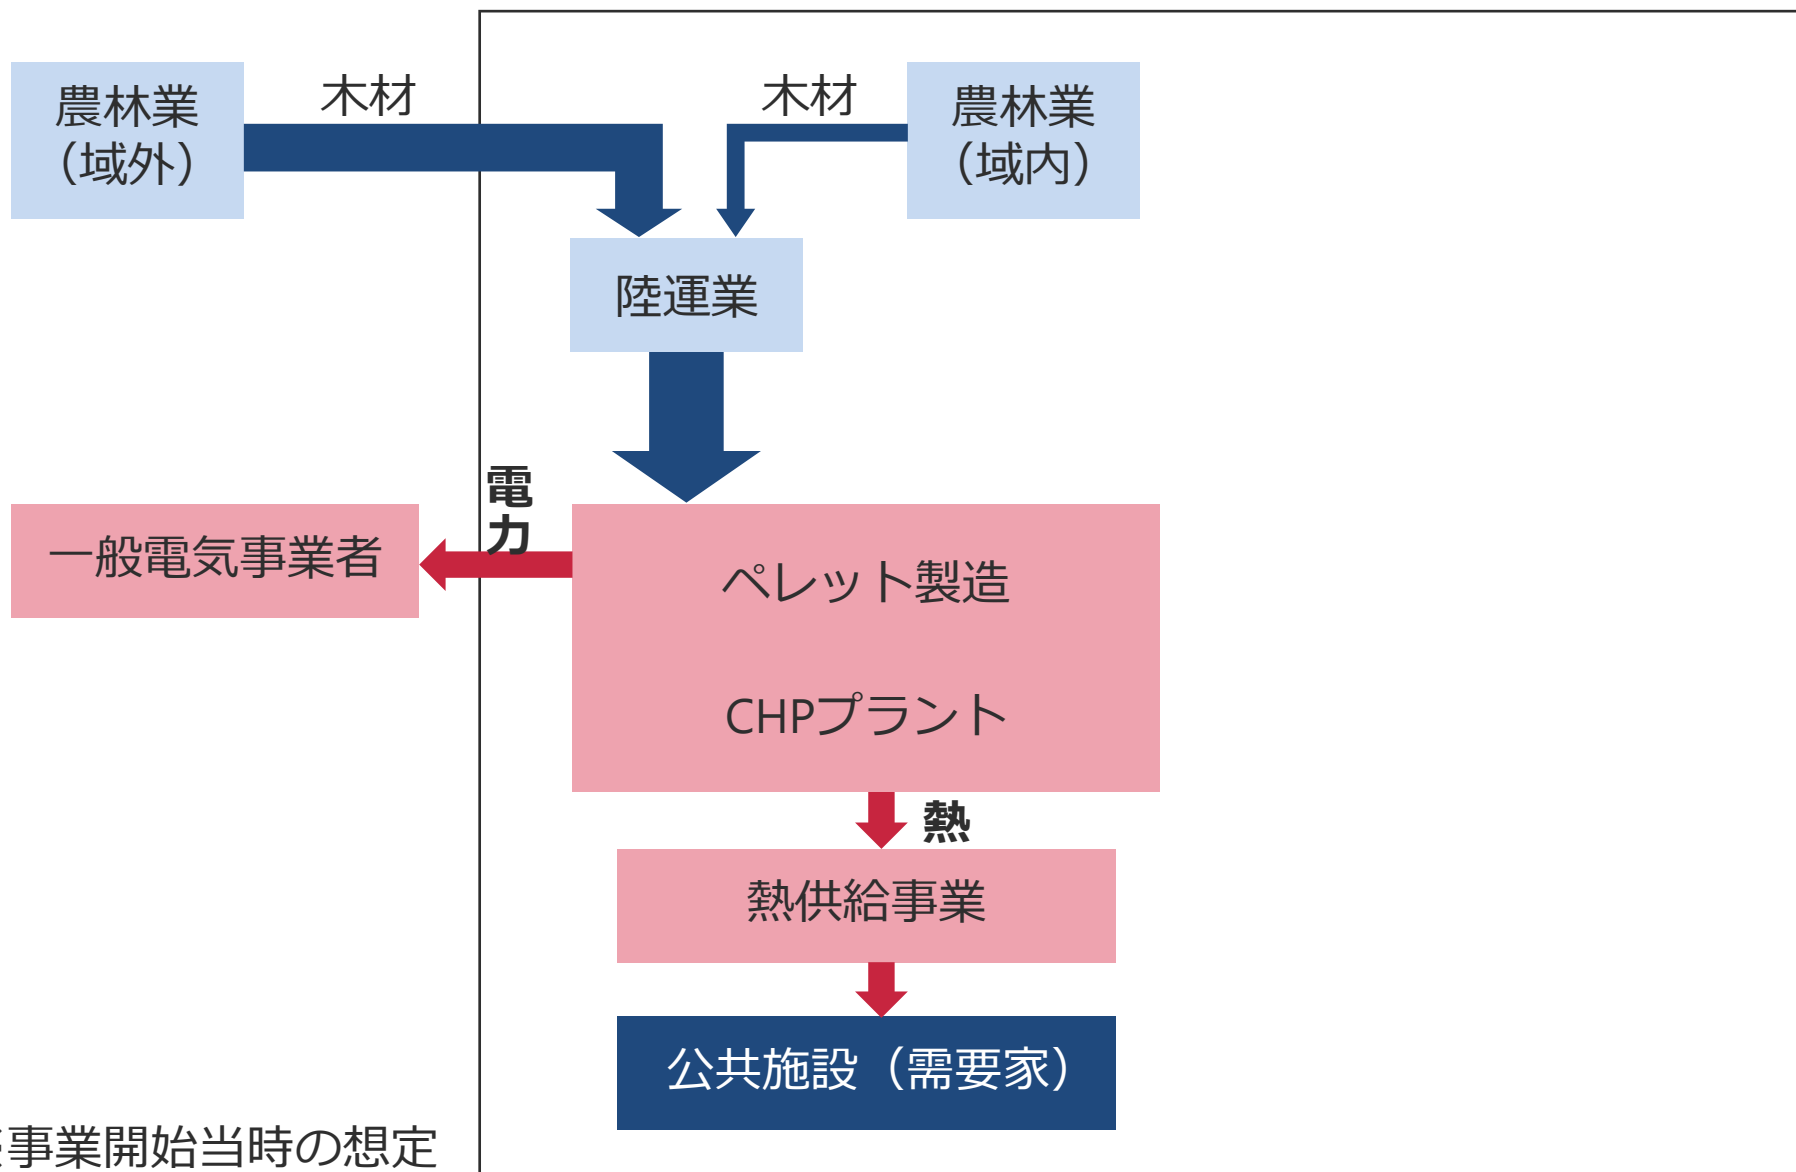 農林業
（域外）
木材
木材
農林業
（域内）
陸運業
電力
一般電気事業者
ペレット製造
CHPプラント
熱
熱供給事業
公共施設（需要家）
事業開始当時の想定